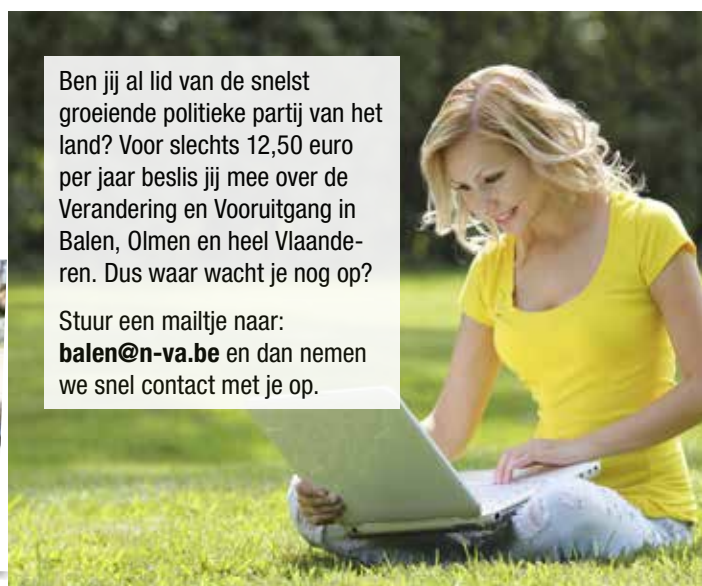 Ben jij al lid van de snelst
groeiende politieke partij van het
land? Voor slechts 12,50 euro
per jaar beslis jij mee over de
Verandering en Vooruitgang in
Balen, Olmen en heel Vlaande-
ren. Dus waar wacht je nog op?
Stuur een mailtje naar:
balen@n-va.be en dan nemen
we snel contact met je op.